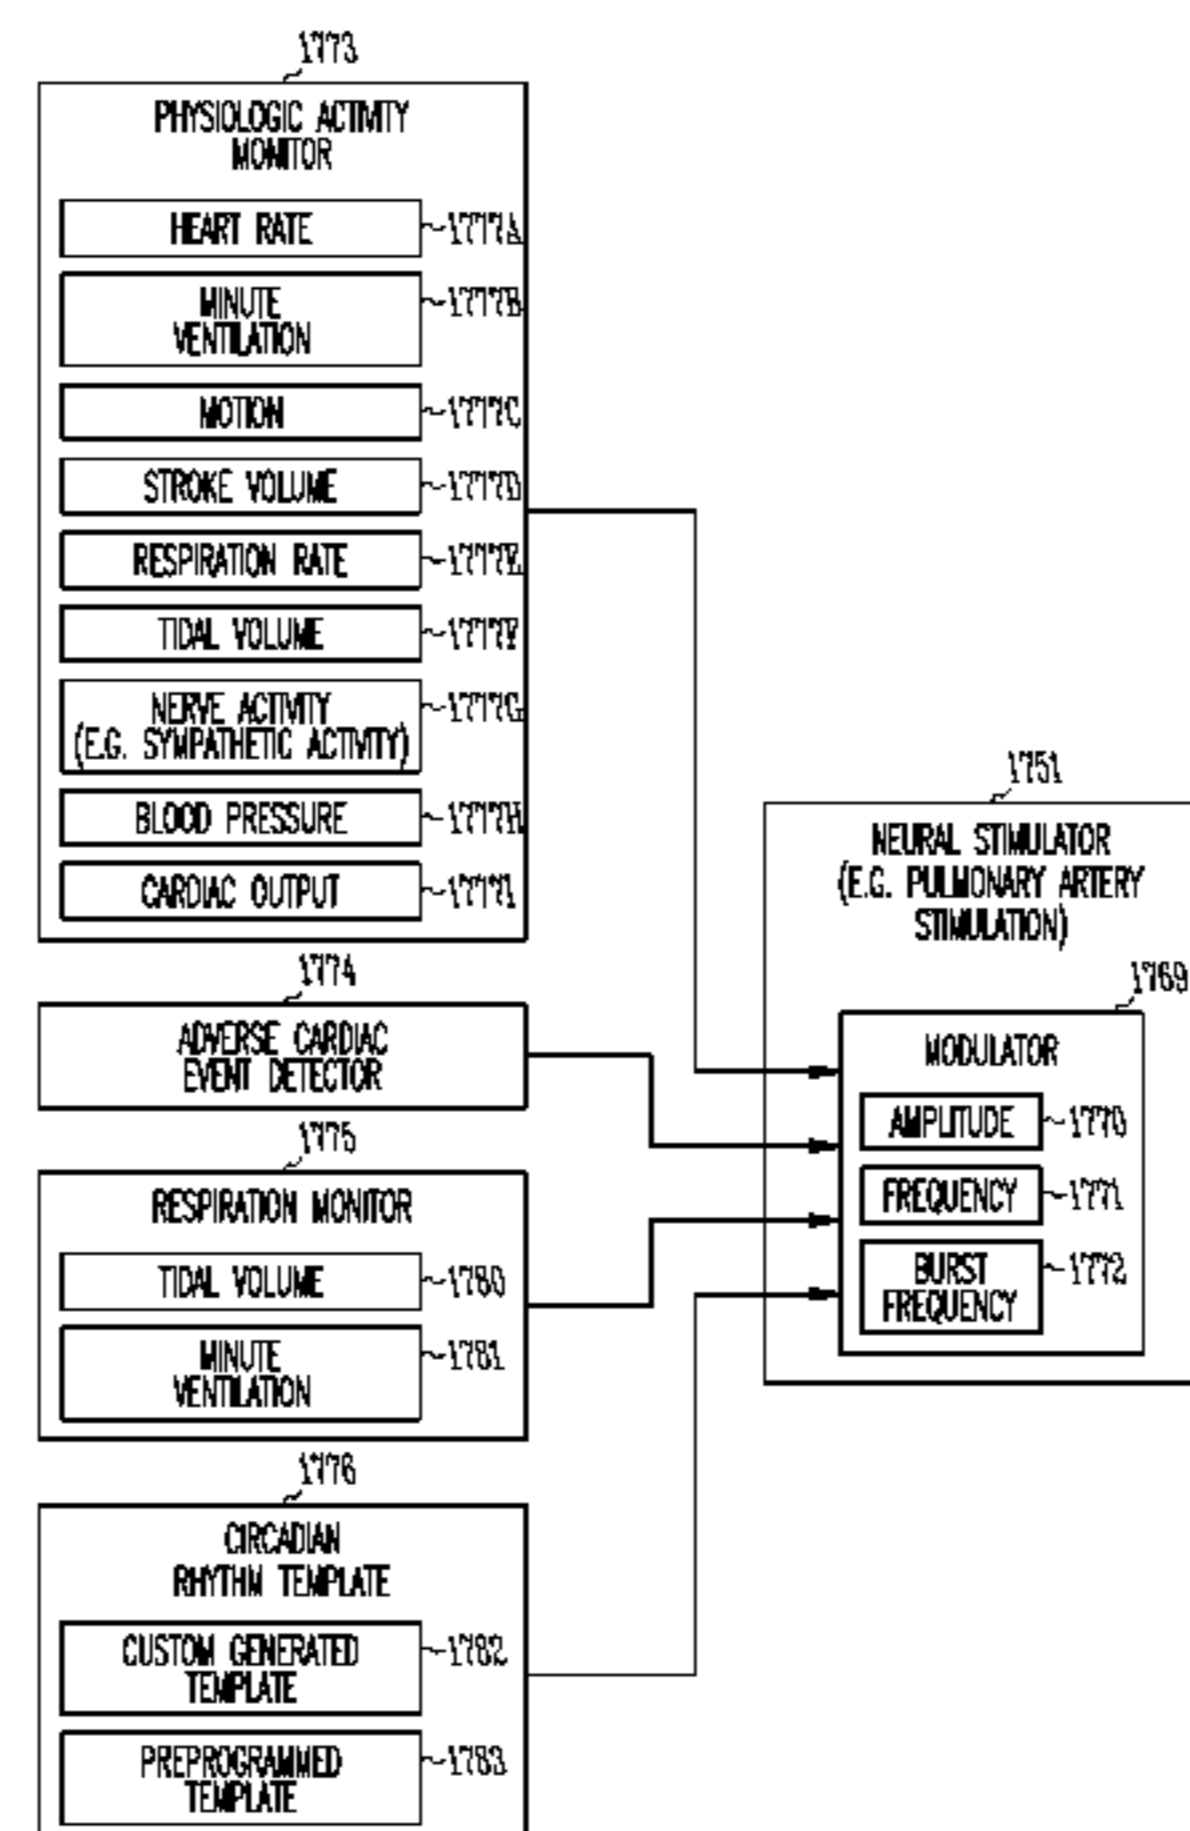 1773
PHYSIOLOGIC ACTIVITY
MONITOR
HEART RATE
1777A
MINUTE
VENTILATION
1777B
MOTION
1777C
STROKE VOLUME
1777D
RESPIRATION RATE
1777E
TIDAL VOLUME
1777F
NERVE ACTIVITY
(E.G. SYMPATHETIC ACTIVITY)
1777G
BLOOD PRESSURE
1777H
CARDIAC OUTPUT
1777I
1774
ADVERSE CARDIAC
EVENT DETECTOR
1775
RESPIRATION MONITOR
TIDAL VOLUME
1780
MINUTE
VENTILATION
1781
1776
CIRCADIAN
RHYTHM TEMPLATE
CUSTOM GENERATED
TEMPLATE
1782
PREPROGRAMMED
TEMPLATE
1783
1751
NEURAL STIMULATOR
(E.G. PULMONARY ARTERY
STIMULATION)
1769
MODULATOR
AMPLITUDE
1770
FREQUENCY
1771
BURST
FREQUENCY
1772